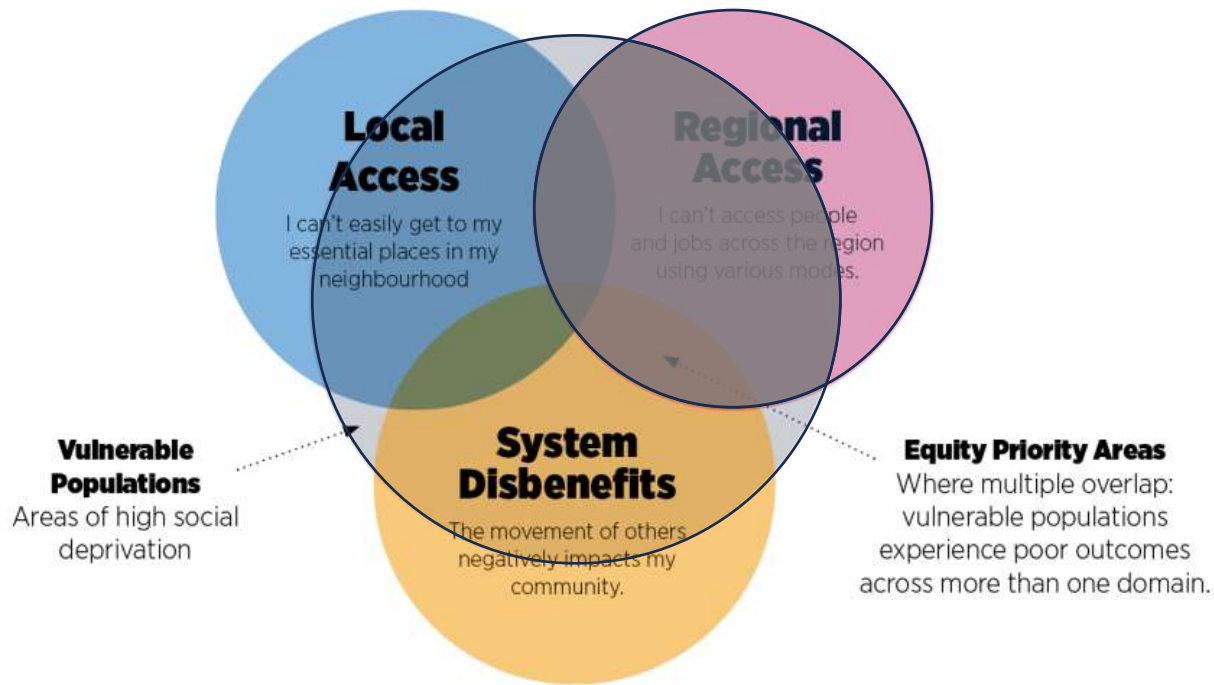 Local
Access
I can't easily get to my
essential places in my
neighbourhood
Regional
Access
I can't access people
and jobs across the region
using various modes.
Vulnerable
Populations
Areas of high social
deprivation
System
Disbenefits
The movement of others
negatively impacts my
community.
Equity Priority Areas
Where multiple overlap:
vulnerable populations
experience poor outcomes
across more than one domain.